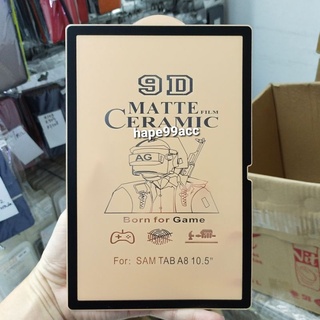 9D
MATTE FILM
CERAMIC
hape99acc
AG
Born for Game
For: SAM TAB A8 10.5"